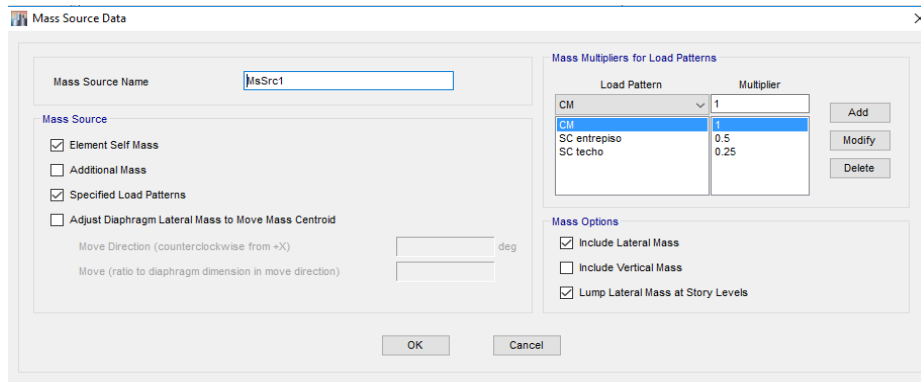 Mass Source Data
Mass Source Name MsSrc1
Mass Source
Element Self Mass
Additional Mass
Specified Load Patterns
Adjust Diaphragm Lateral Mass to Move Mass Centroid
Move Direction (counterclockwise from +X) deg
Move (ratio to diaphragm dimension in move direction)
Mass Multipliers for Load Patterns
Load Pattern Multiplier
CM 1
CM 1
SC entrepiso 0.5
SC techo 0.25
Add
Modify
Delete
Mass Options
Include Lateral Mass
Include Vertical Mass
Lump Lateral Mass at Story Levels
OK Cancel